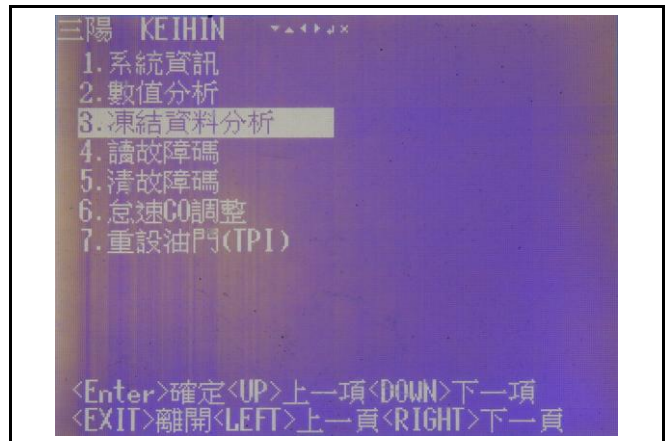 三陽 KEIHIN ▼▲◀▶↲×
1.系統資訊
2.數值分析
3.凍結資料分析
4.讀故障碼
5.清故障碼
6.怠速CO調整
7.重設油門(TPI)
<Enter>確定<UP>上一項<DOWN>下一項
<EXIT>離開<LEFT>上一頁<RIGHT>下一頁